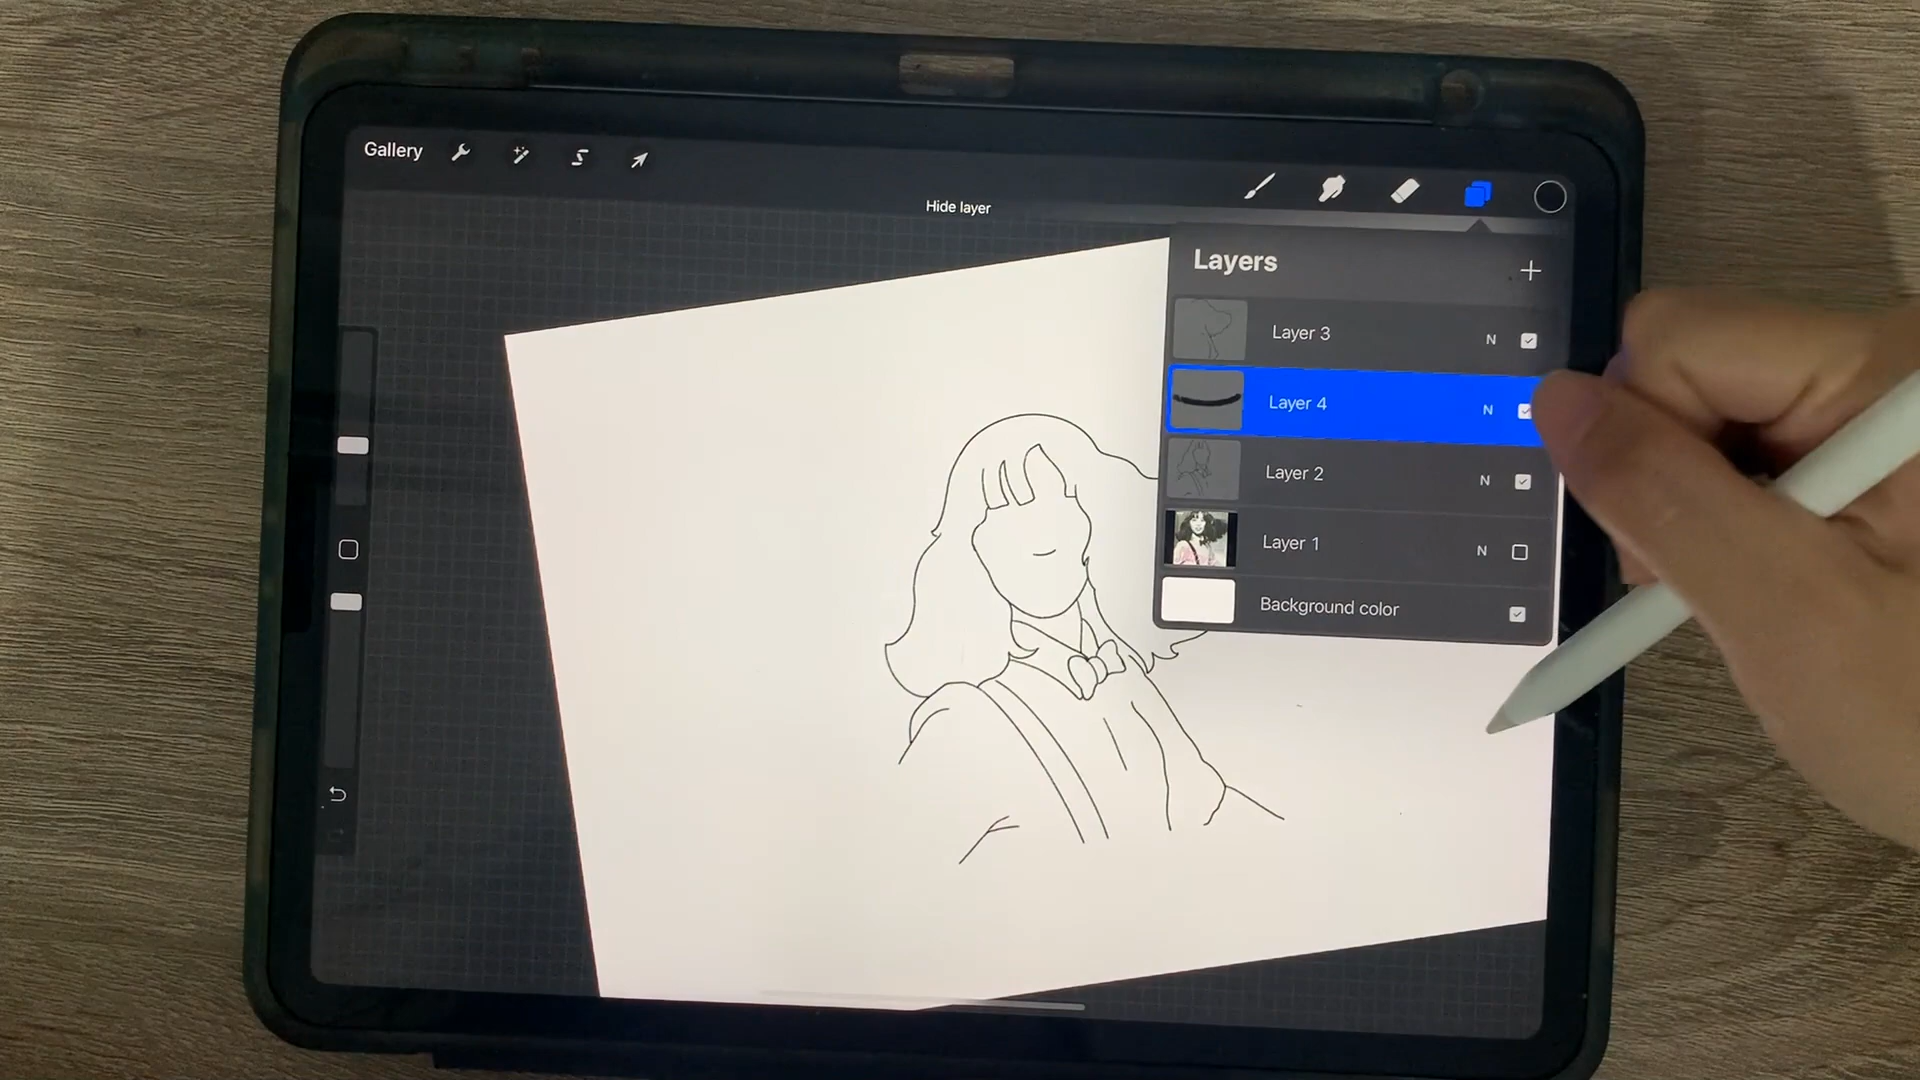 Gallery
Hide layer
Layers
Layer 3 N
Layer 4 N
Layer 2 N
Layer 1 N
Background color